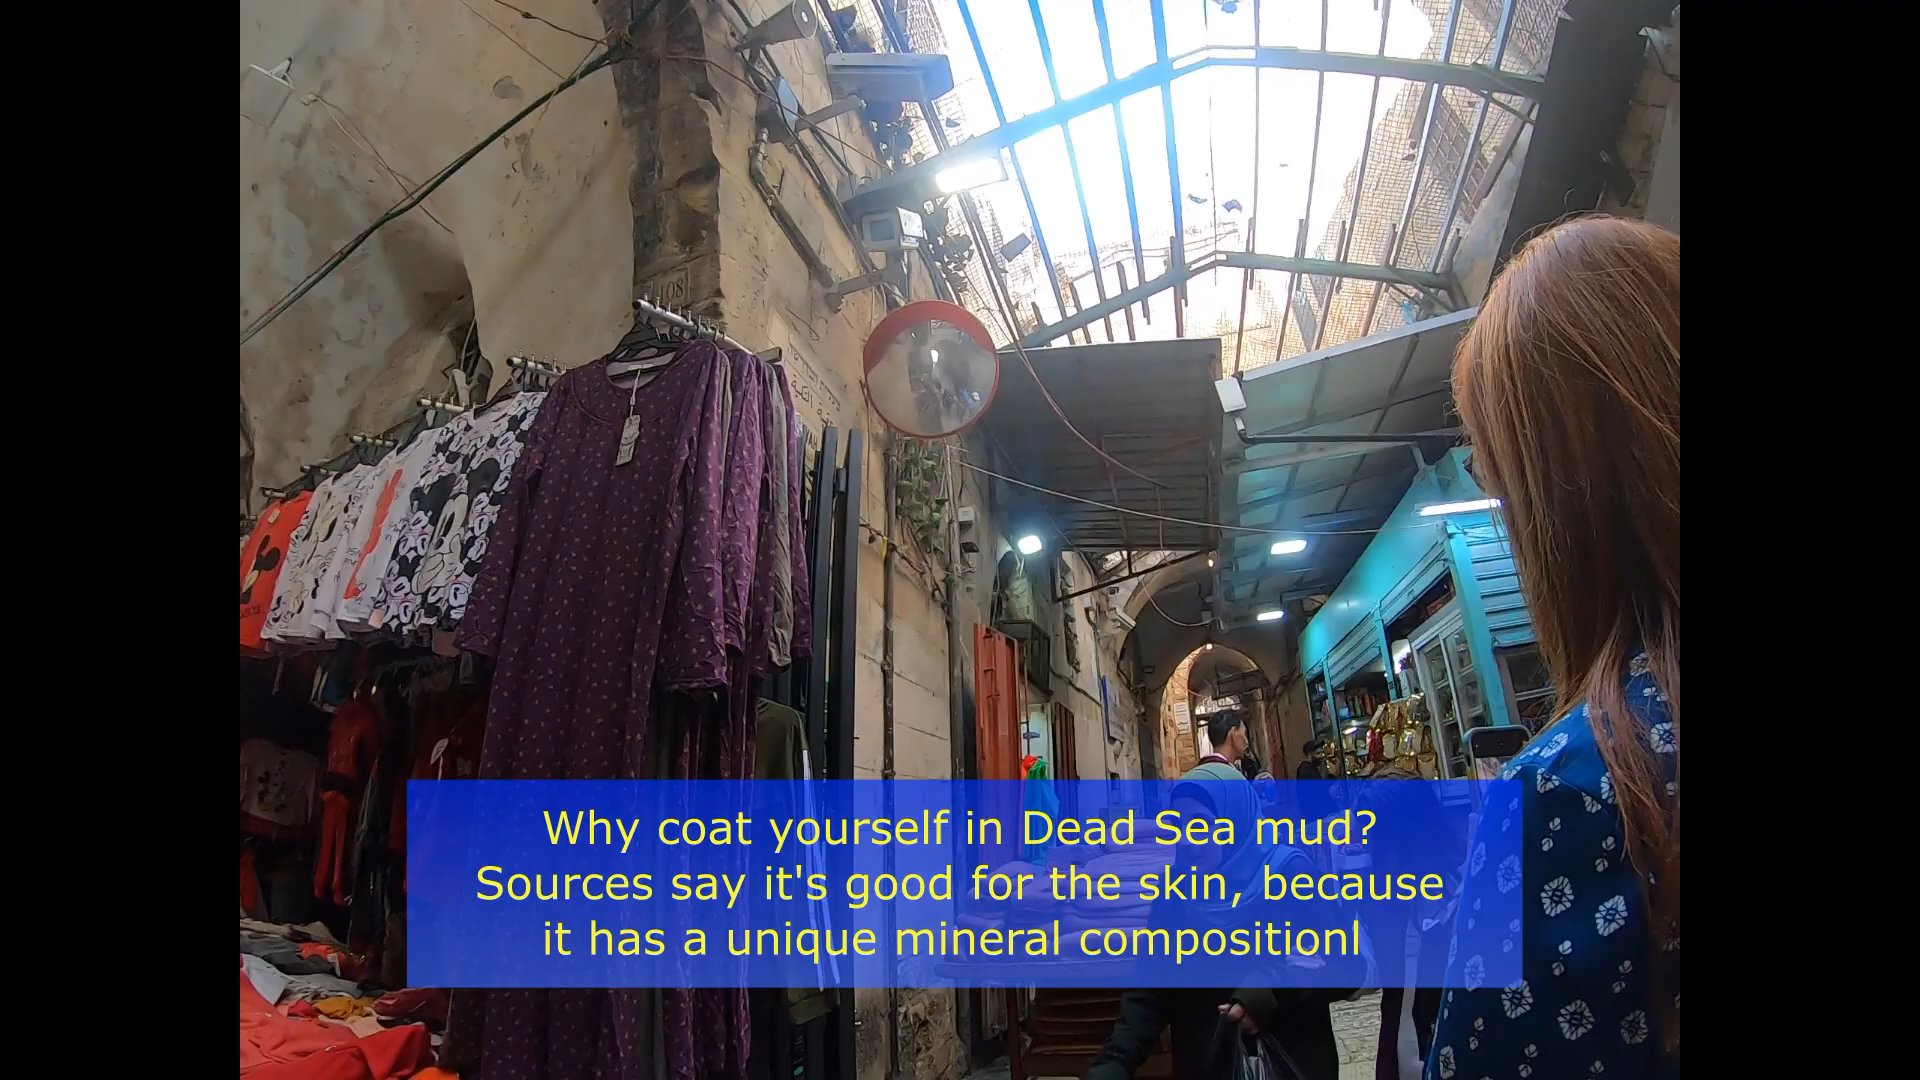 108
Why coat yourself in Dead Sea mud?
Sources say it's good for the skin, because
it has a unique mineral compositionl